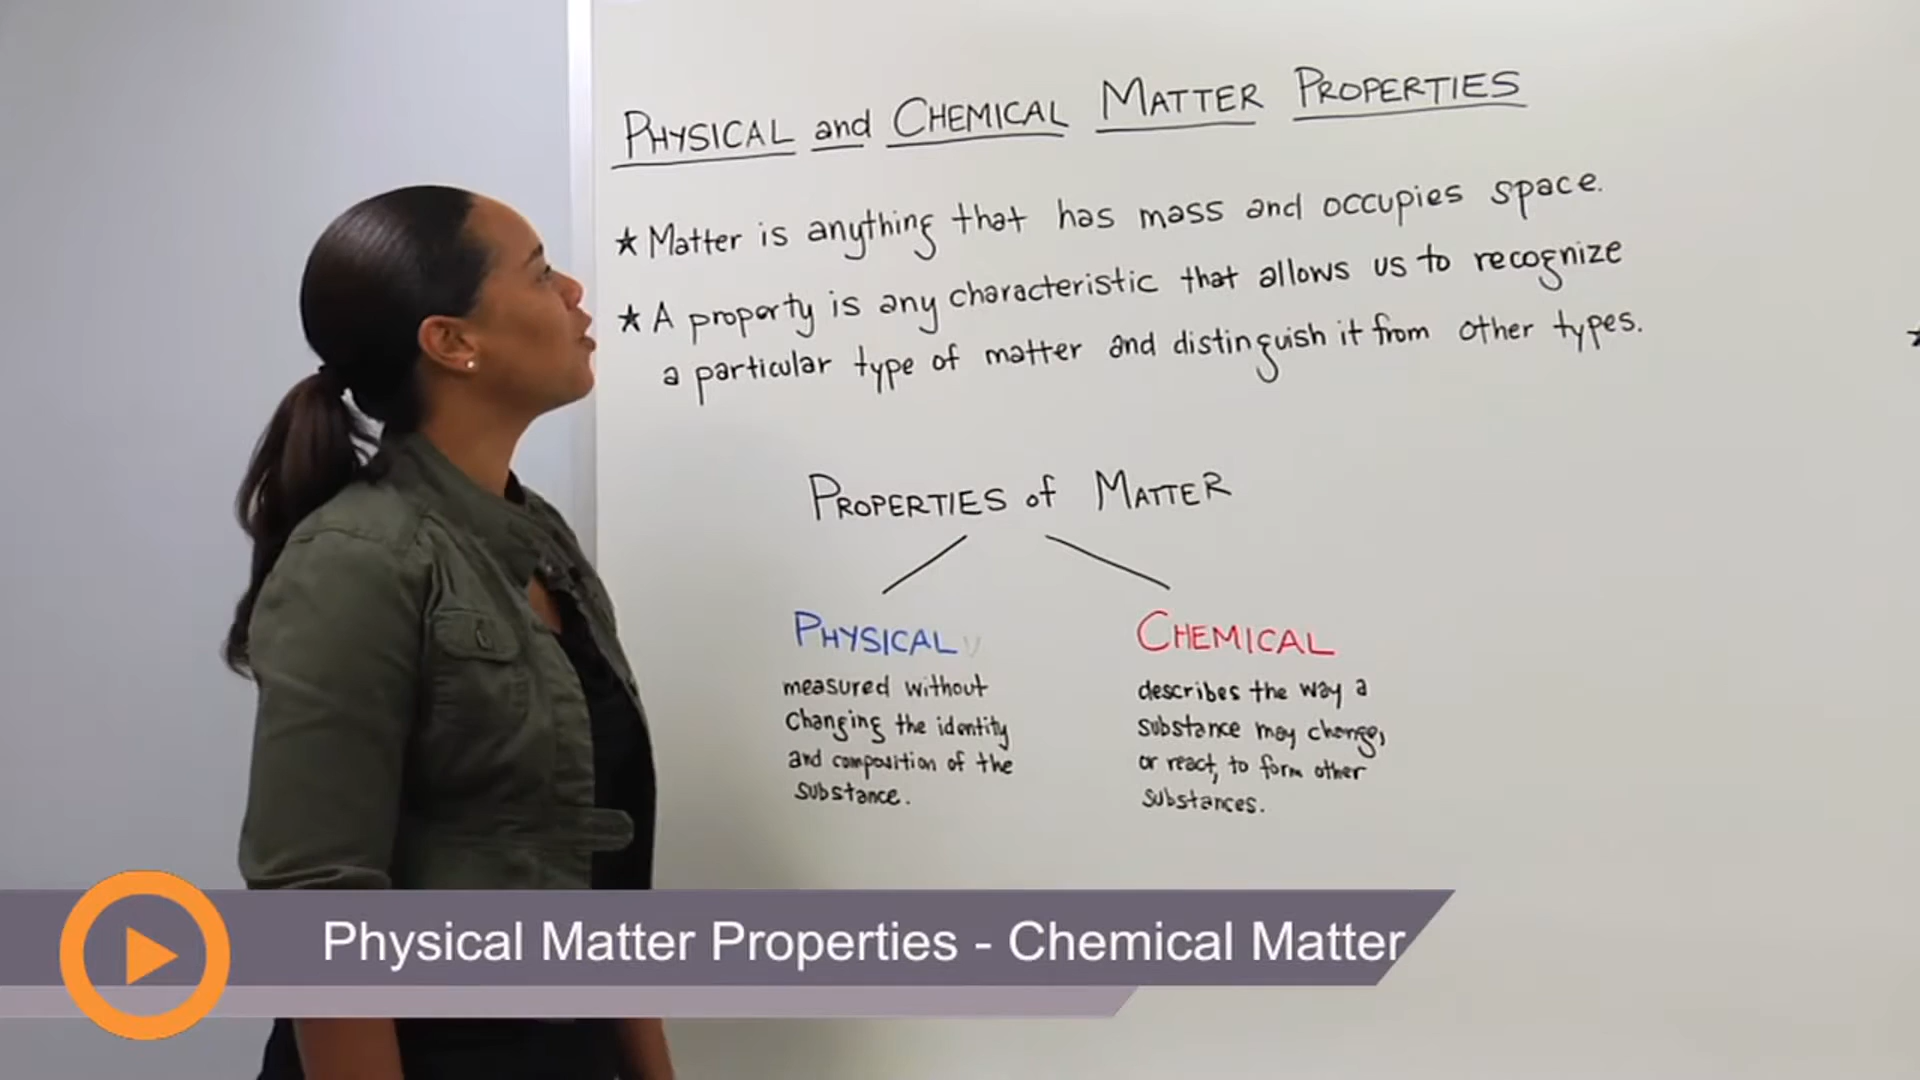 PHYSICAL and CHEMICAL MATTER PROPERTIES
★ Matter is anything that has mass and occupies space.
★ A property is any characteristic that allows us to recognize
a particular type of matter and distinguish it from other types.
PROPERTIES of MATTER
PHYSICAL
measured without
changing the identity
and composition of the
substance.
CHEMICAL
describes the way a
substance may change,
or react, to form other
substances.
Physical Matter Properties - Chemical Matter